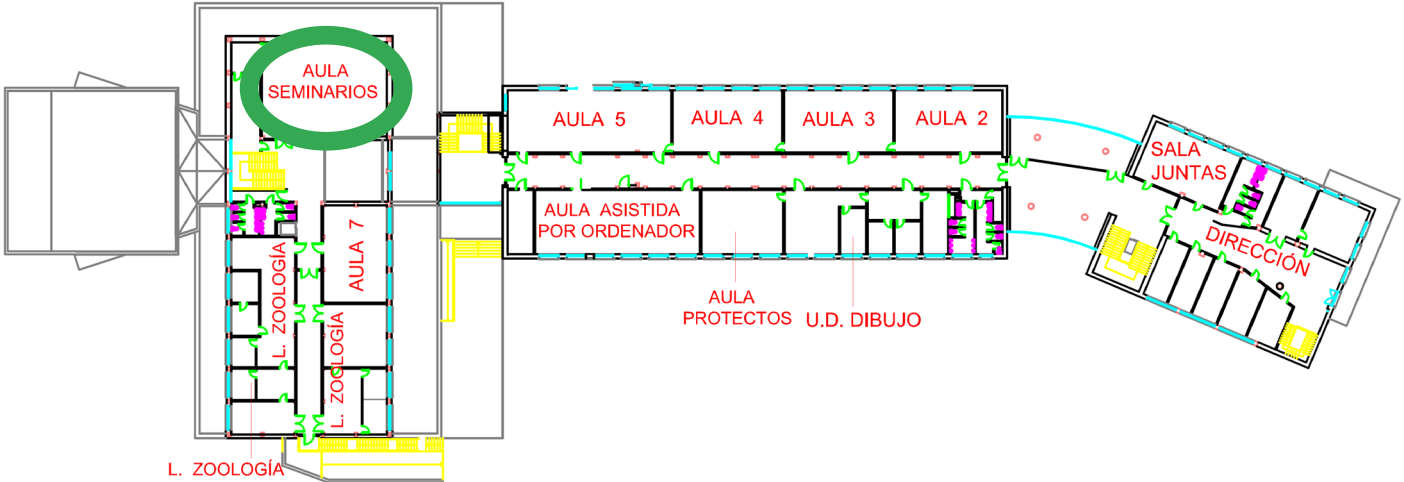 AULA
SEMINARIOS
AULA 5
AULA 4
AULA 3
AULA 2
SALA
JUNTAS
AULA ASISTIDA
POR ORDENADOR
AULA 7
DIRECCIÓN
L. ZOOLOGÍA
L. ZOOLOGÍA
AULA
PROTECTOS
U.D. DIBUJO
L. ZOOLOGÍA